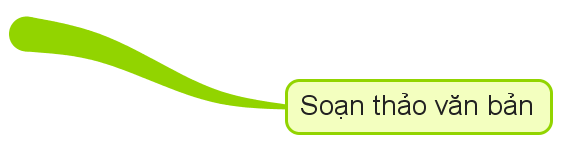 Soạn thảo văn bản